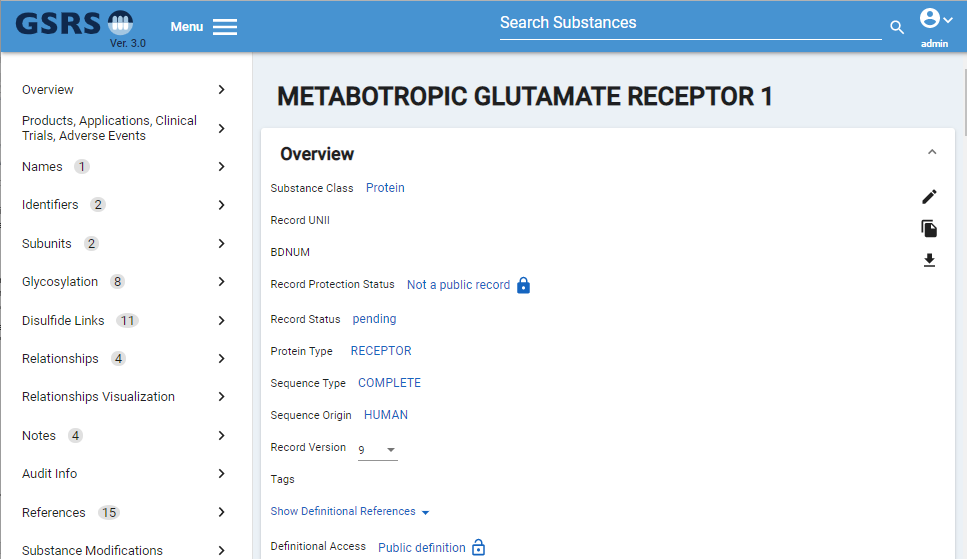 GSRS
Ver. 3.0
Menu
Search Substances
admin
Overview
Products, Applications, Clinical
Trials, Adverse Events
Names 1
Identifiers 2
Subunits 2
Glycosylation 8
Disulfide Links 11
Relationships 4
Relationships Visualization
Notes 4
Audit Info
References 15
Substance Modifications
METABOTROPIC GLUTAMATE RECEPTOR 1
Overview
Substance Class Protein
Record UNII
BDNUM
Record Protection Status Not a public record
Record Status pending
Protein Type RECEPTOR
Sequence Type COMPLETE
Sequence Origin HUMAN
Record Version 9
Tags
Show Definitional References
Definitional Access Public definition